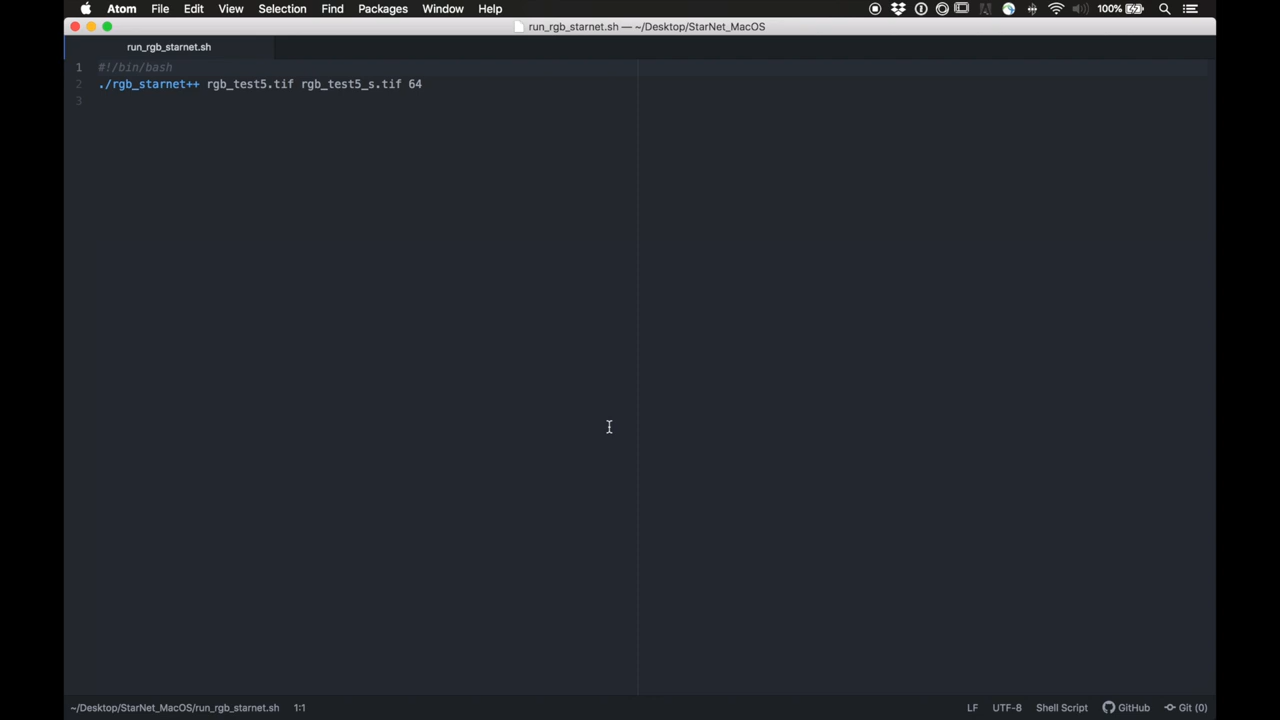 Atom File Edit View Selection Find Packages Window Help 100%
run_rgb_starnet.sh — ~/Desktop/StarNet_MacOS
run_rgb_starnet.sh
1 #!/bin/bash
2 ./rgb_starnet++ rgb_test5.tif rgb_test5_s.tif 64
3
~/Desktop/StarNet_MacOS/run_rgb_starnet.sh 1:1 LF UTF-8 Shell Script GitHub Git (0)